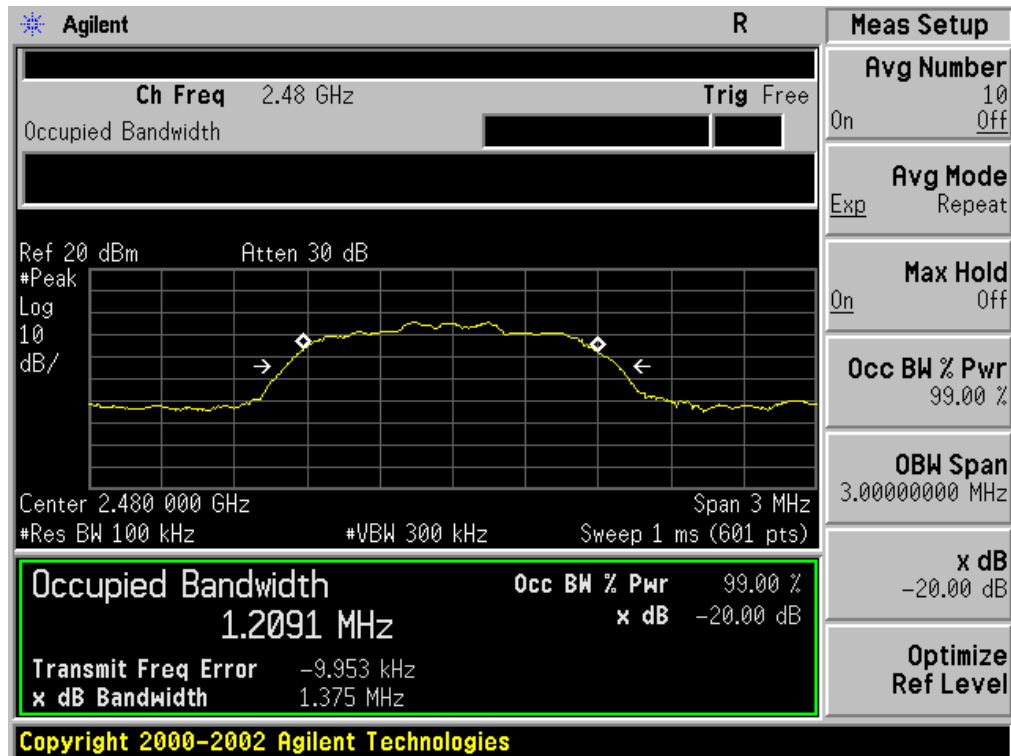 Agilent R
Ch Freq 2.48 GHz Trig Free
Occupied Bandwidth
Ref 20 dBm Atten 30 dB
#Peak
Log
10
dB/
Center 2.480 000 GHz Span 3 MHz
#Res BW 100 kHz #VBW 300 kHz Sweep 1 ms (601 pts)
Occupied Bandwidth
1.2091 MHz
Occ BW % Pwr 99.00 %
x dB -20.00 dB
Transmit Freq Error -9.953 kHz
x dB Bandwidth 1.375 MHz
Copyright 2000-2002 Agilent Technologies
Meas Setup
Avg Number
10
On Off
Avg Mode
Exp Repeat
Max Hold
On Off
Occ BW % Pwr
99.00 %
OBW Span
3.00000000 MHz
x dB
-20.00 dB
Optimize
Ref Level